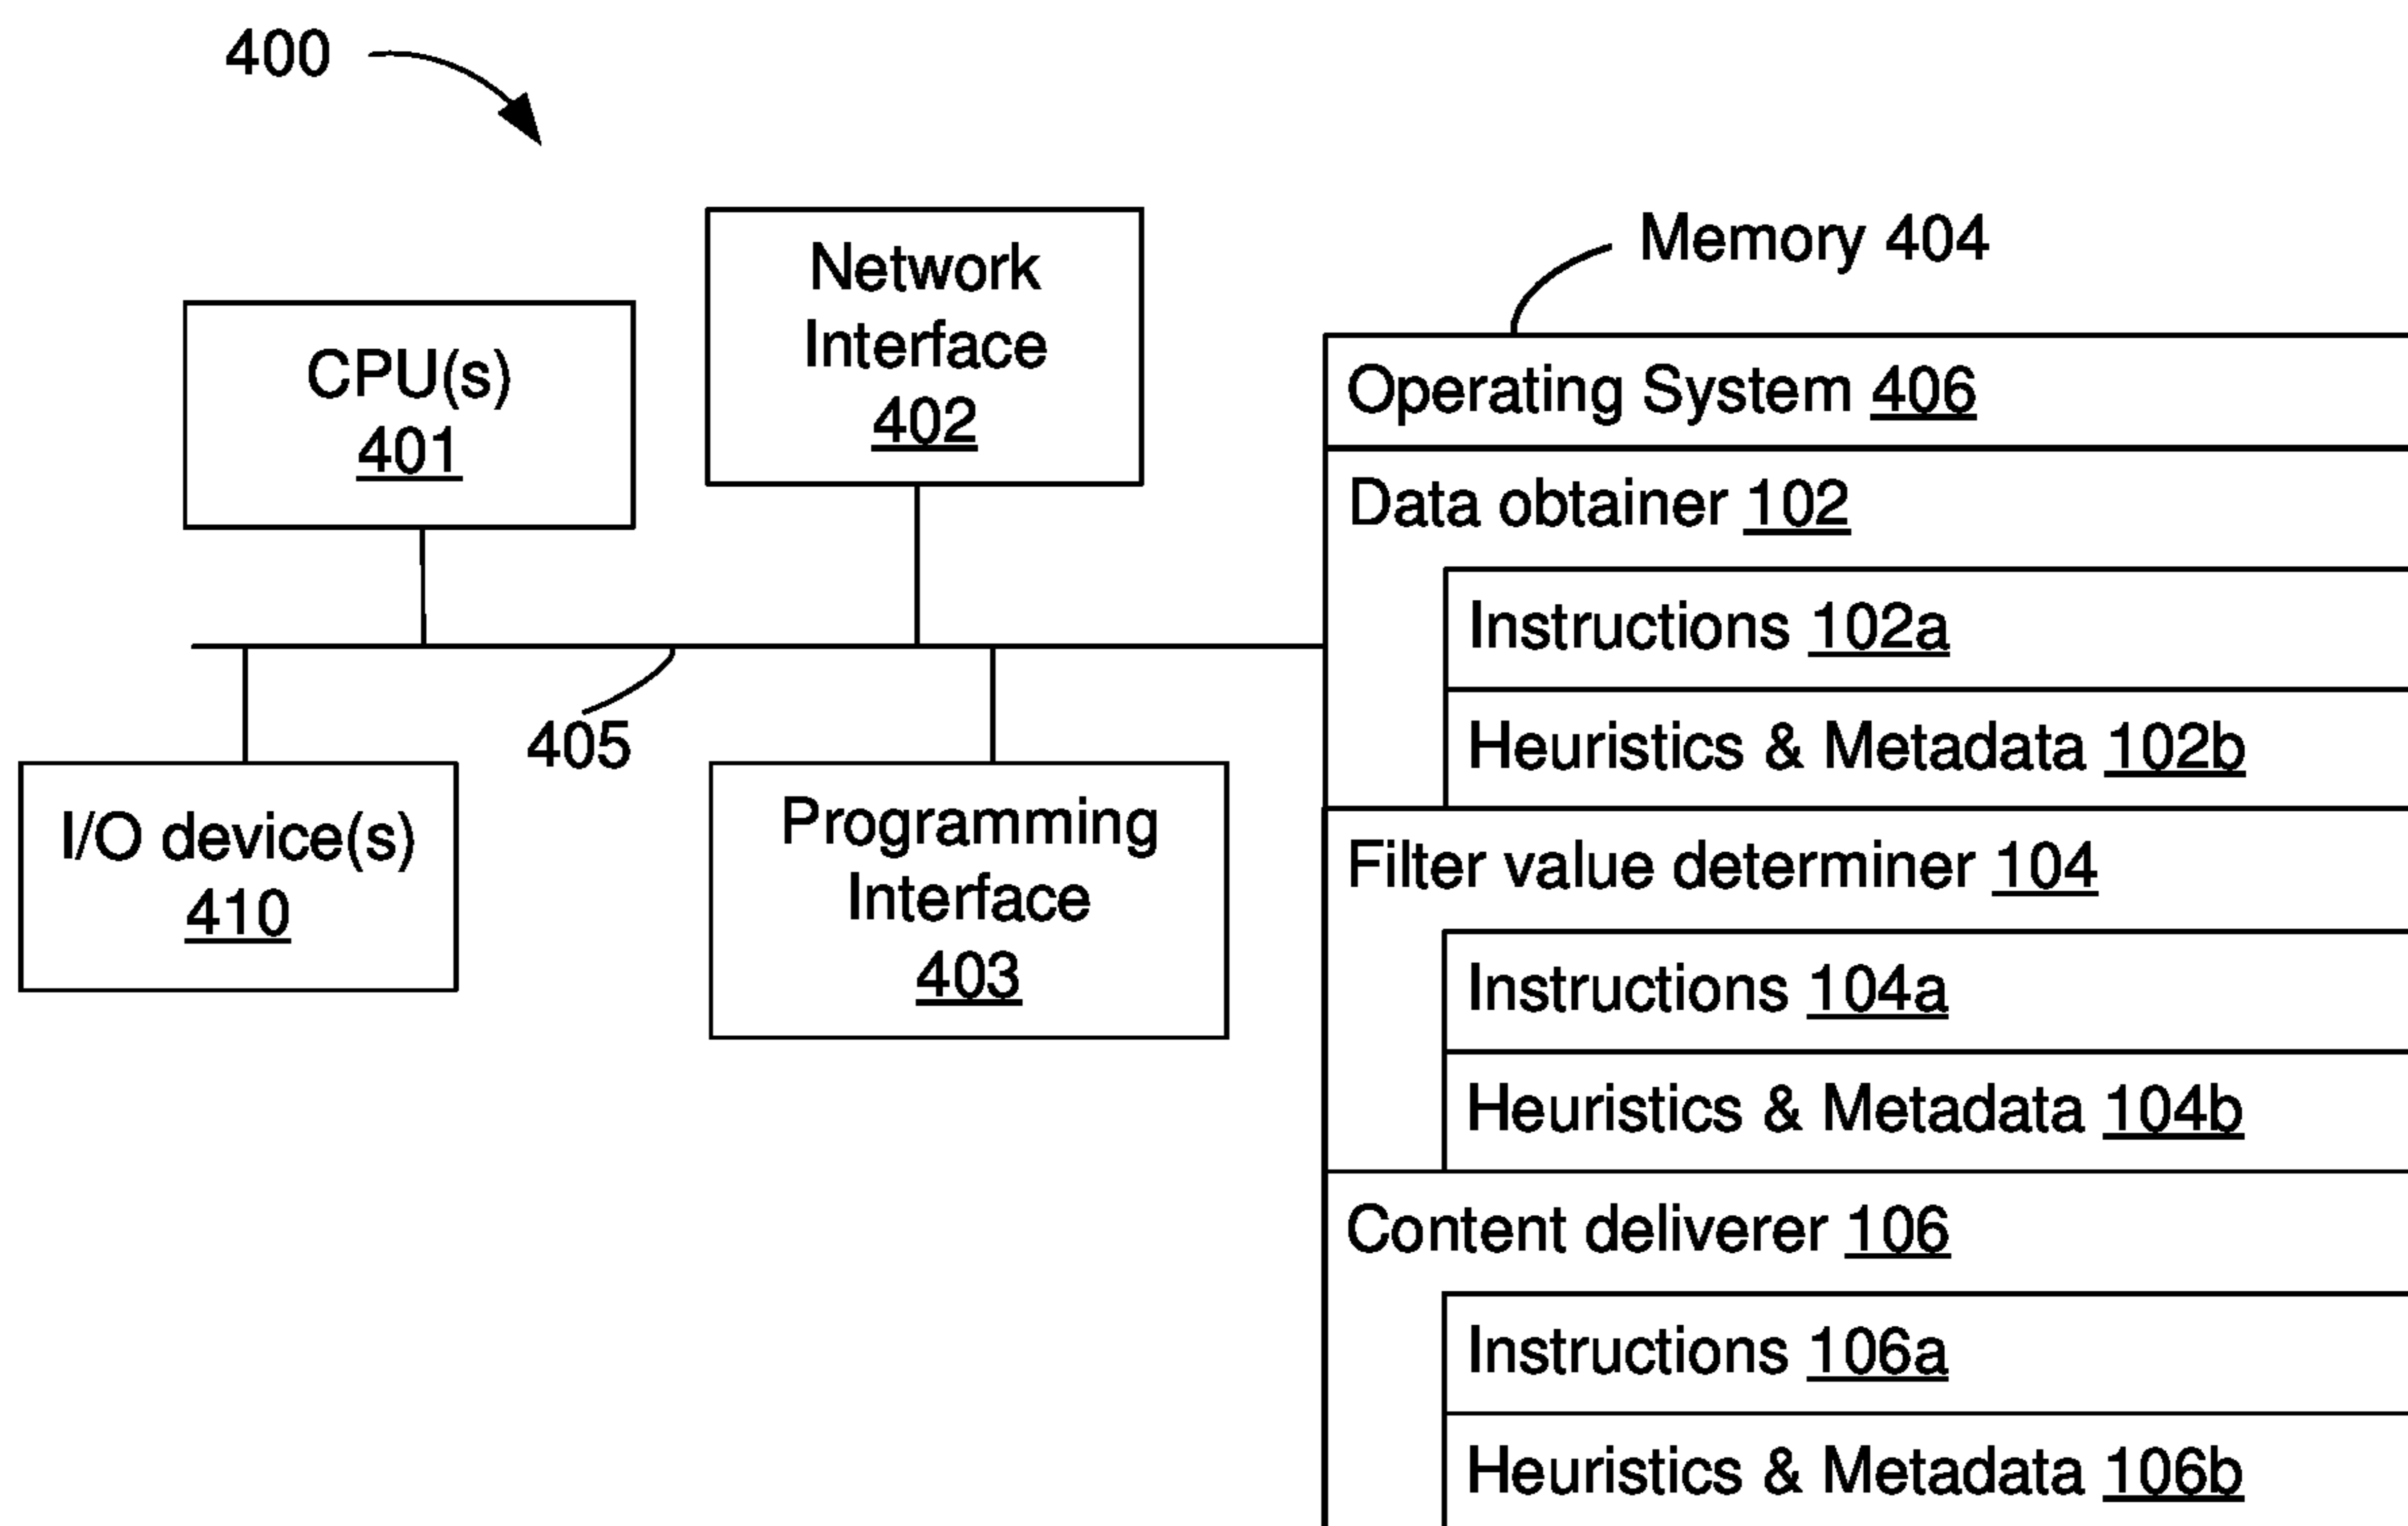 400
Network
Interface
402
CPU(s)
401
I/O device(s)
410
405
Programming
Interface
403
Memory 404
Operating System 406
Data obtainer 102
Instructions 102a
Heuristics & Metadata 102b
Filter value determiner 104
Instructions 104a
Heuristics & Metadata 104b
Content deliverer 106
Instructions 106a
Heuristics & Metadata 106b